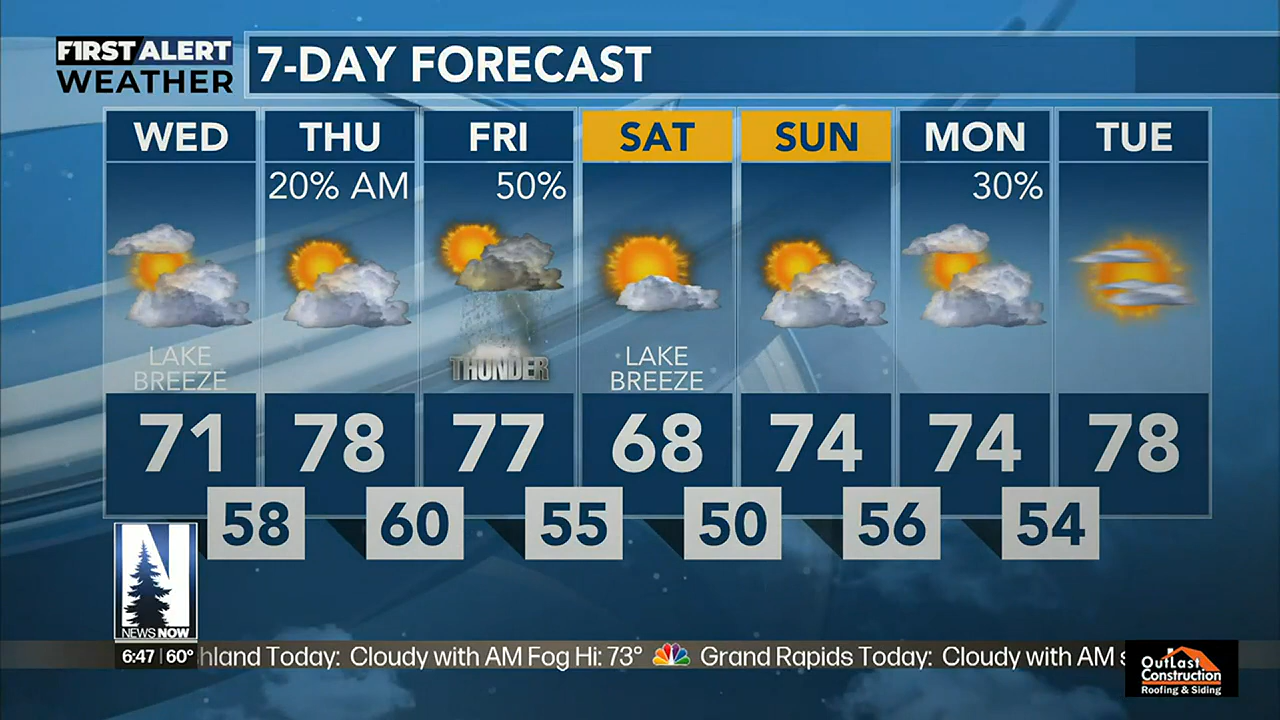 FIRST ALERT
WEATHER
7-DAY FORECAST
WED
THU
FRI
SAT
SUN
MON
TUE
20% AM
50%
30%
THUNDER
LAKE
BREEZE
LAKE
BREEZE
71
78
77
68
74
74
78
58
60
55
50
56
54
N
NEWS NOW
6:47 | 60°
hland Today: Cloudy with AM Fog Hi: 73° Grand Rapids Today: Cloudy with AM s
OutLast
Construction
Roofing & Siding